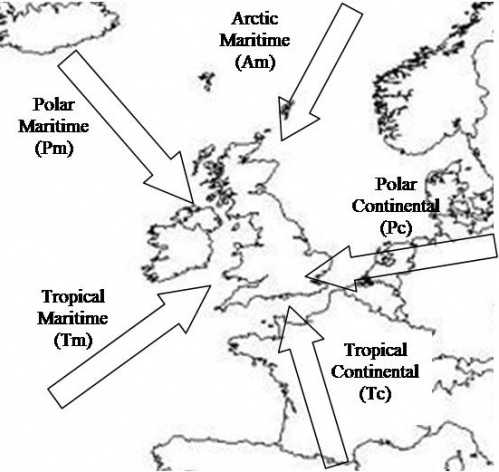 Arctic
Maritime
(Am)
Polar
Maritime
(Pm)
Polar
Continental
(Pc)
Tropical
Maritime
(Tm)
Tropical
Continental
(Tc)